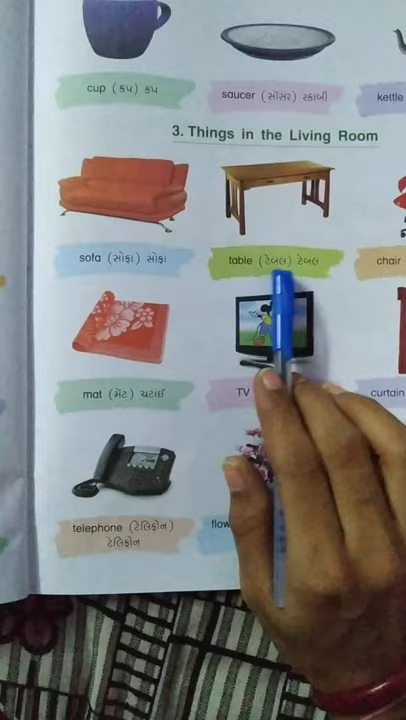 cup (કપ) કપ
saucer (સૉસર) રકાબી
kettle
3. Things in the Living Room
sofa (સોફા) સોફા
table (ટેબલ) ટેબલ
chair
mat (મૅટ) ચટાઈ
TV
curtain
telephone (ટેલિફોન)
ટેલિફોન
flow